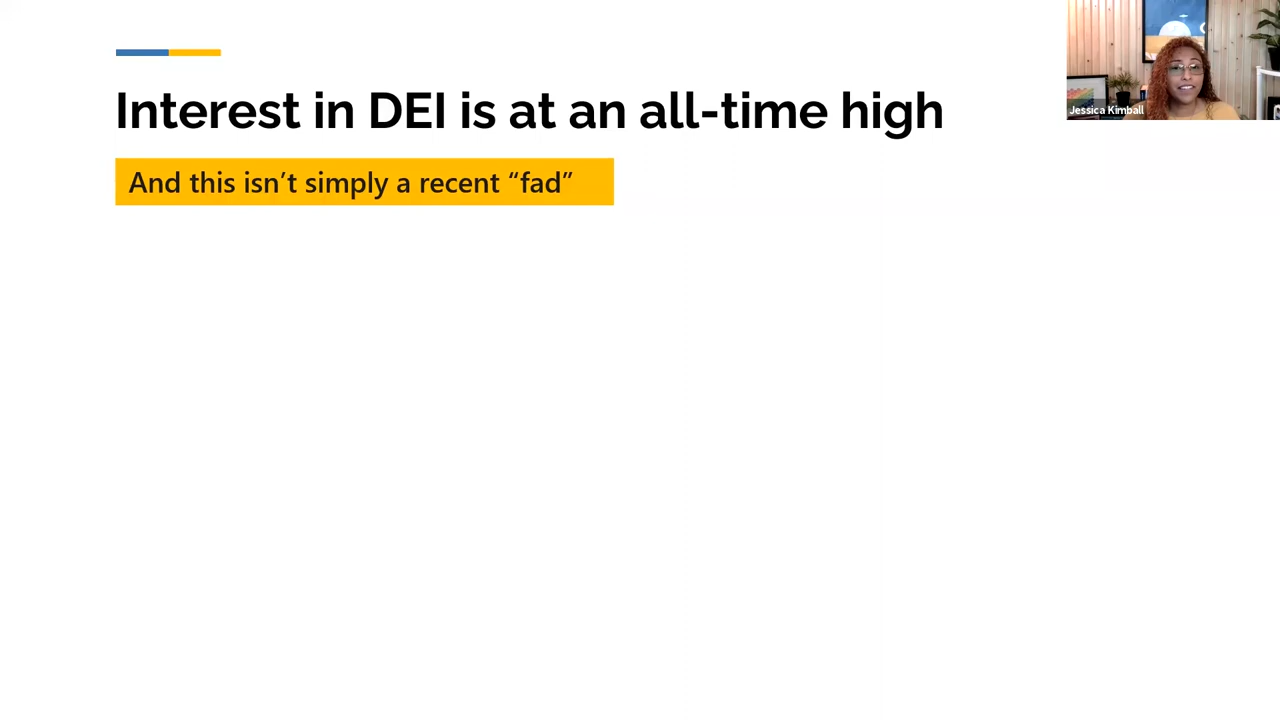 Interest in DEI is at an all-time high
And this isn’t simply a recent “fad”
Jessica Kimball